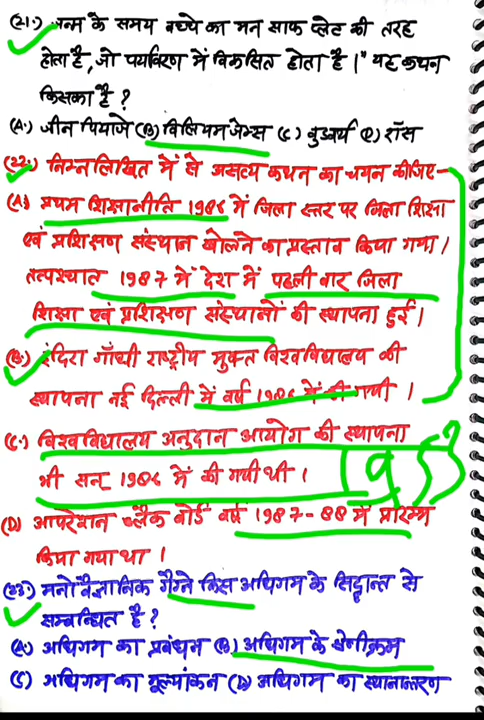 (21.) जन्म के समय बच्चे का मन साफ प्लेट की तरह
होता है, जो पर्यावरण में विकसित होता है।" यह कथन
किसका है ?
(A.) जीन पियाजे (B) विलियम जेम्स (C) वुडवर्थ (D) रॉस
(22.) निम्नलिखित में से असत्य कथन का चयन कीजिए-
(A) प्रथम शिक्षानीति 1986 में जिला स्तर पर जिला शिक्षा
एवं प्रशिक्षण संस्थान खोलने का प्रस्ताव किया गया।
तत्पश्चात 1987 में देश में पहली बार जिला
शिक्षा एवं प्रशिक्षण संस्थानों की स्थापना हुई।
(B.) इंदिरा गाँधी राष्ट्रीय मुक्त विश्वविद्यालय की
स्थापना नई दिल्ली में वर्ष 1986 में की गयी ।
(C.) विश्वविद्यालय अनुदान आयोग की स्थापना
भी सन् 1986 में की गयी थी ।
(D) आपरेशन ब्लैक बोर्ड वर्ष 1987-88 में प्रारम्भ
किया गया था ।
(23.) मनोवैज्ञानिक गैग्ने किस अधिगम के सिद्धान्त से
सम्बन्धित है ?
(A) अधिगम का प्रबंधन (B) अधिगम के श्रेणीक्रम
(C) अधिगम का मूल्यांकन (D) अधिगम का स्थानान्तरण